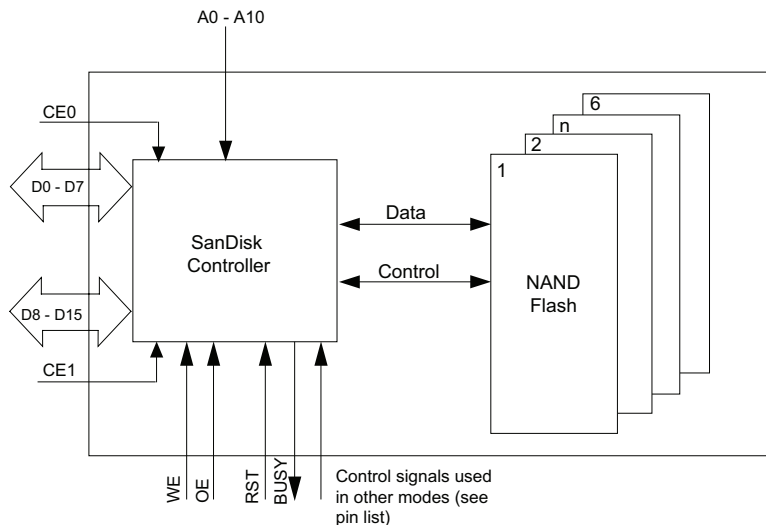 A0 - A10
CE0
D0 - D7
D8 - D15
CE1
SanDisk
Controller
Data
Control
1
2
n
6
NAND
Flash
WE
OE
RST
BUSY
Control signals used
in other modes (see
pin list)